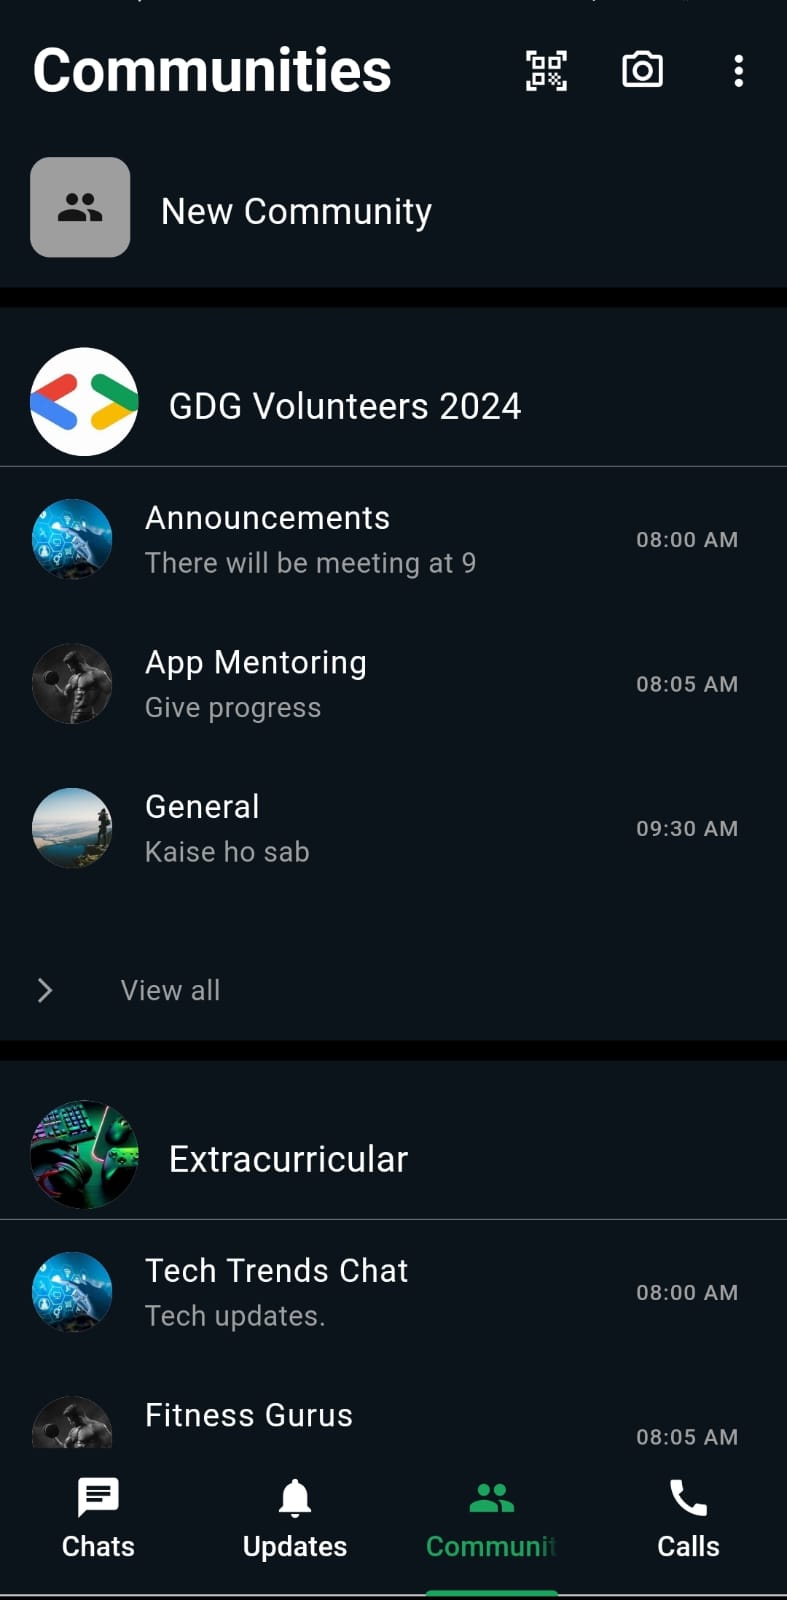 Communities
New Community
GDG Volunteers 2024
Announcements
There will be meeting at 9
08:00 AM
App Mentoring
Give progress
08:05 AM
General
Kaise ho sab
09:30 AM
View all
Extracurricular
Tech Trends Chat
Tech updates.
08:00 AM
Fitness Gurus
08:05 AM
Chats
Updates
Communit
Calls